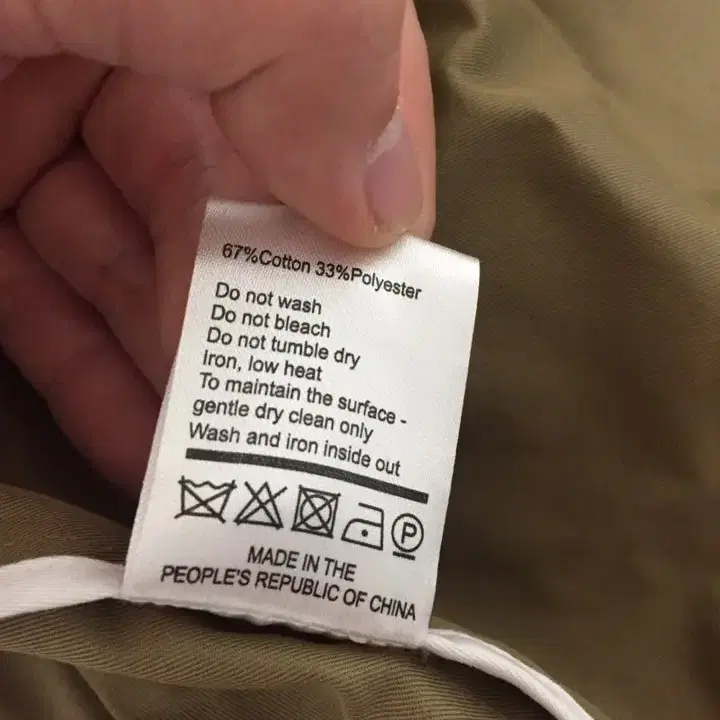 67%Cotton 33%Polyester
Do not wash
Do not bleach
Do not tumble dry
Iron, low heat
To maintain the surface -
gentle dry clean only
Wash and iron inside out
P
MADE IN THE
PEOPLE'S REPUBLIC OF CHINA